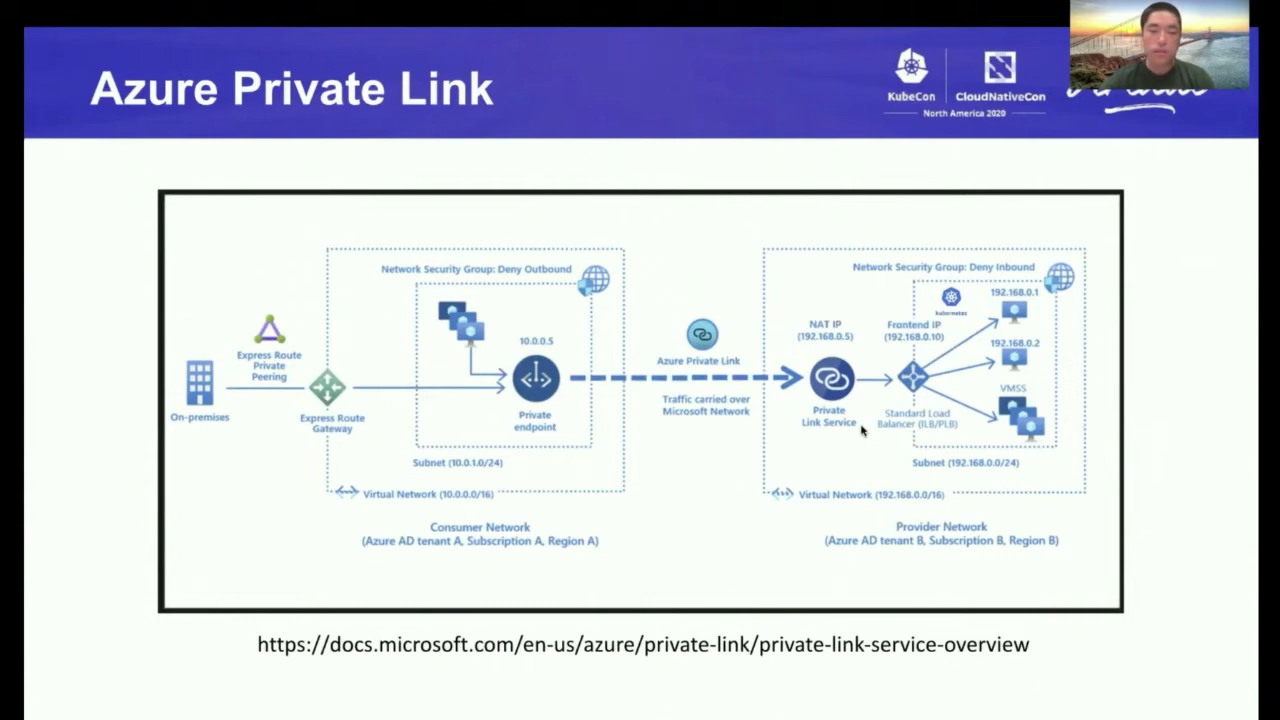 Azure Private Link
KubeCon
CloudNativeCon
North America 2020
Network Security Group: Deny Outbound
Network Security Group: Deny Inbound
kubernetes
192.168.0.1
10.0.0.5
NAT IP
(192.168.0.5)
Frontend IP
(192.168.0.10)
192.168.0.2
Express Route
Private
Peering
Azure Private Link
VMSS
On-premises
Express Route
Gateway
Private
endpoint
Traffic carried over
Microsoft Network
Private
Link Service
Standard Load
Balancer (ILB/PLB)
Subnet (10.0.1.0/24)
Subnet (192.168.0.0/24)
Virtual Network (10.0.0.0/16)
Virtual Network (192.168.0.0/16)
Consumer Network
(Azure AD tenant A, Subscription A, Region A)
Provider Network
(Azure AD tenant B, Subscription B, Region B)
https://docs.microsoft.com/en-us/azure/private-link/private-link-service-overview